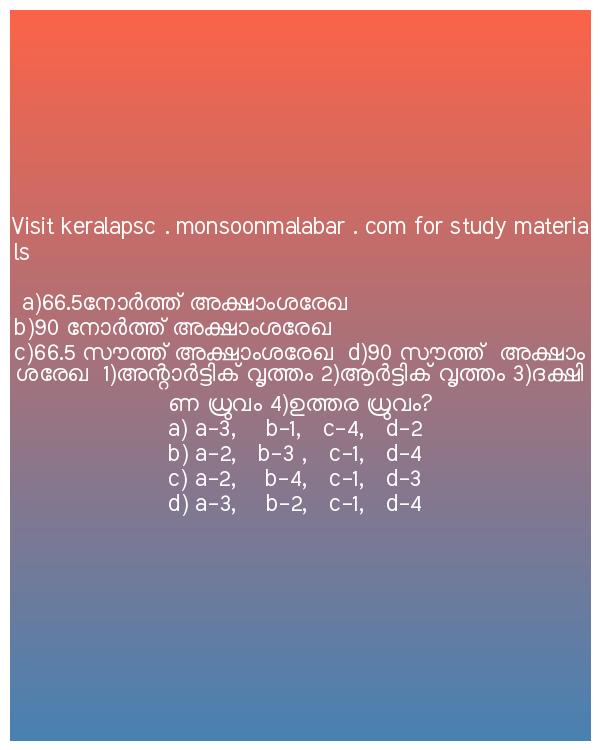 Visit keralapsc . monsoonmalabar . com for study materia
ls
a)66.5നോർത്ത് അക്ഷാംശരേഖ
b)90 നോർത്ത് അക്ഷാംശരേഖ
c)66.5 സൗത്ത് അക്ഷാംശരേഖ d)90 സൗത്ത് അക്ഷാം
ശരേഖ 1)അന്റാർട്ടിക് വൃത്തം 2)ആർട്ടിക് വൃത്തം 3)ദക്ഷി
ണ ധ്രുവം 4)ഉത്തര ധ്രുവം?
a) a-3, b-1, c-4, d-2
b) a-2, b-3 , c-1, d-4
c) a-2, b-4, c-1, d-3
d) a-3, b-2, c-1, d-4